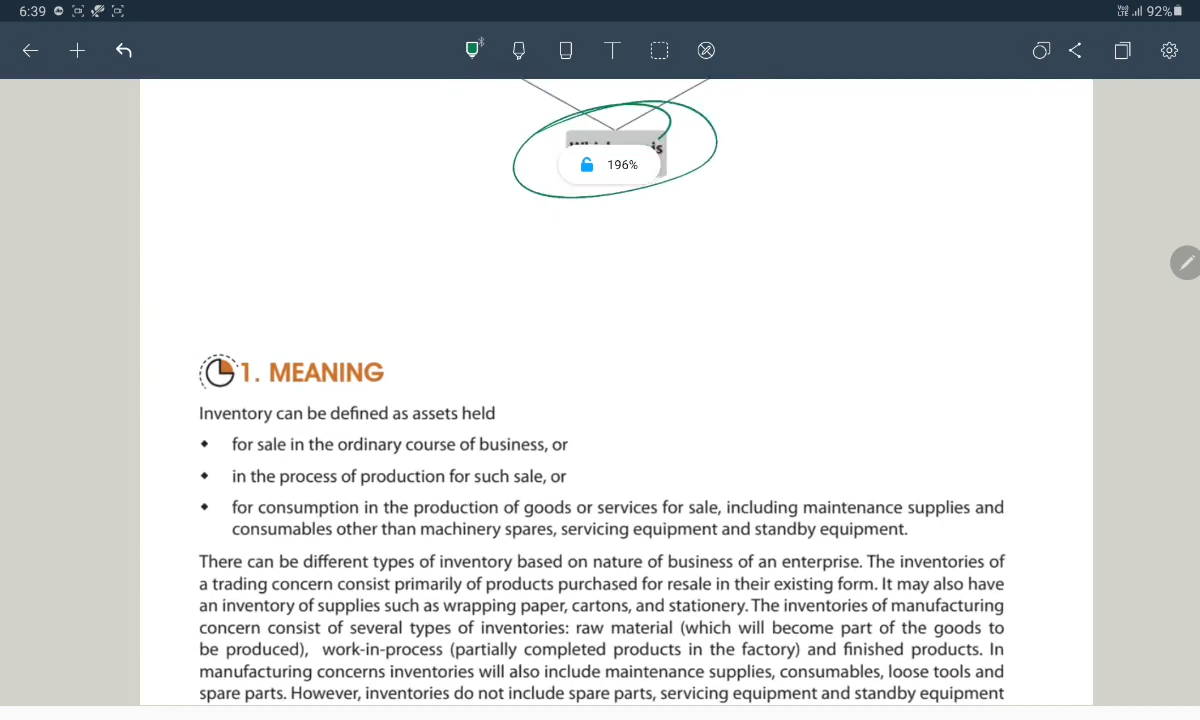 6:39
Vo)) LTE 92%
T
is
196%
1. MEANING
Inventory can be defined as assets held
for sale in the ordinary course of business, or
in the process of production for such sale, or
for consumption in the production of goods or services for sale, including maintenance supplies and
consumables other than machinery spares, servicing equipment and standby equipment.
There can be different types of inventory based on nature of business of an enterprise. The inventories of
a trading concern consist primarily of products purchased for resale in their existing form. It may also have
an inventory of supplies such as wrapping paper, cartons, and stationery. The inventories of manufacturing
concern consist of several types of inventories: raw material (which will become part of the goods to
be produced), work-in-process (partially completed products in the factory) and finished products. In
manufacturing concerns inventories will also include maintenance supplies, consumables, loose tools and
spare parts. However, inventories do not include spare parts, servicing equipment and standby equipment